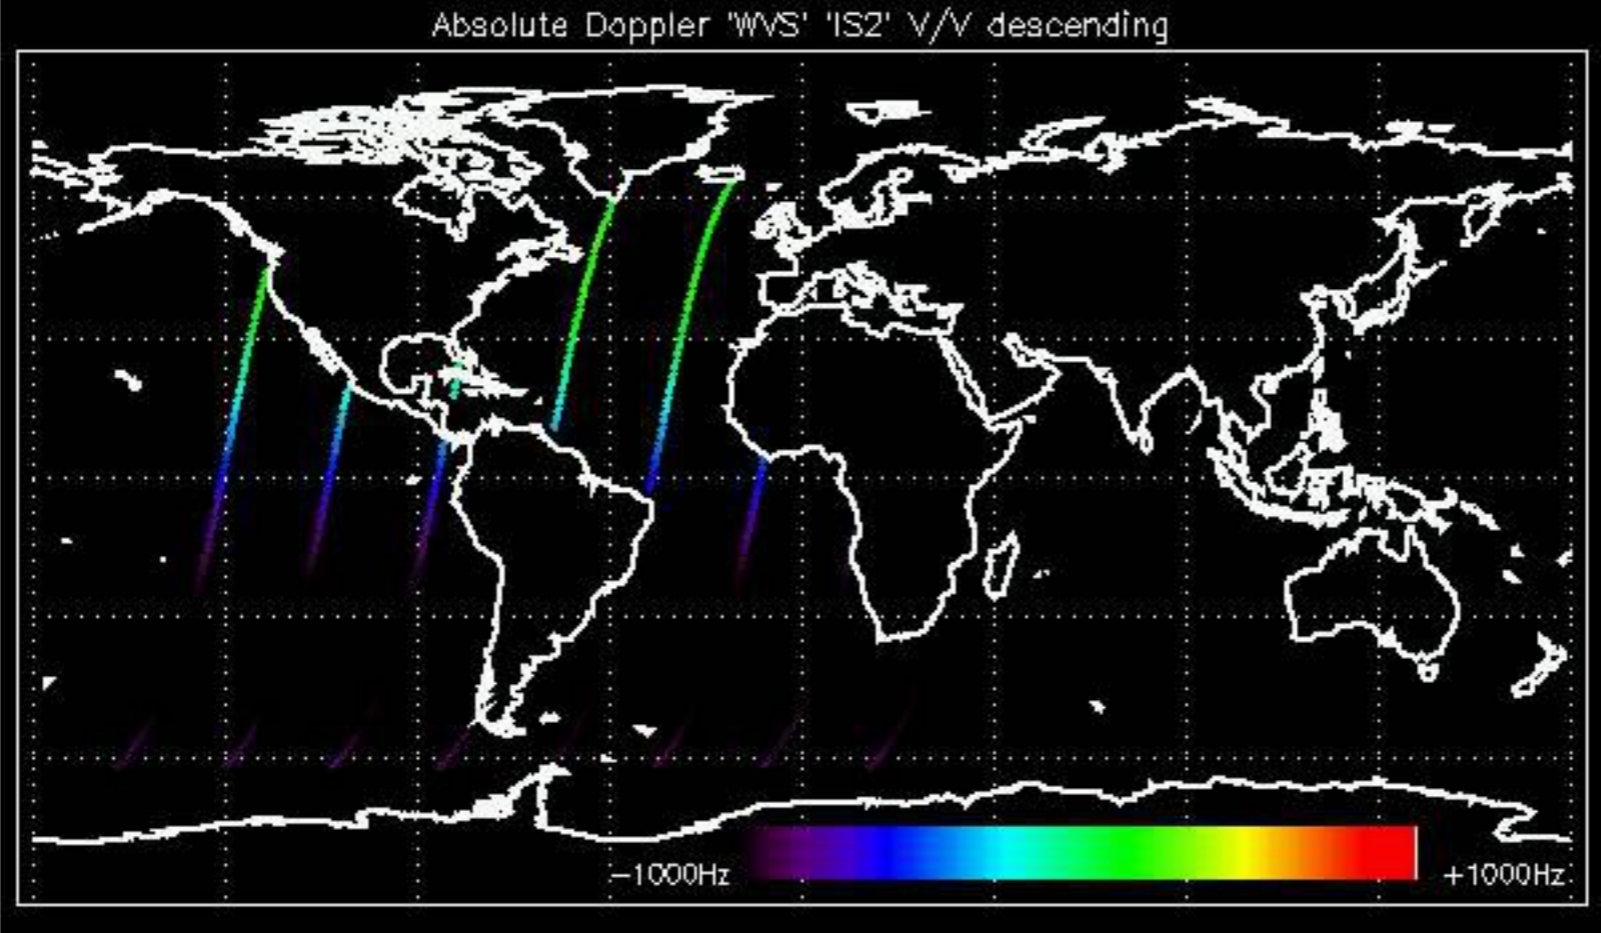 Absolute Doppler 'WVS' 'IS2' V/V descending
−1000Hz
+1000Hz